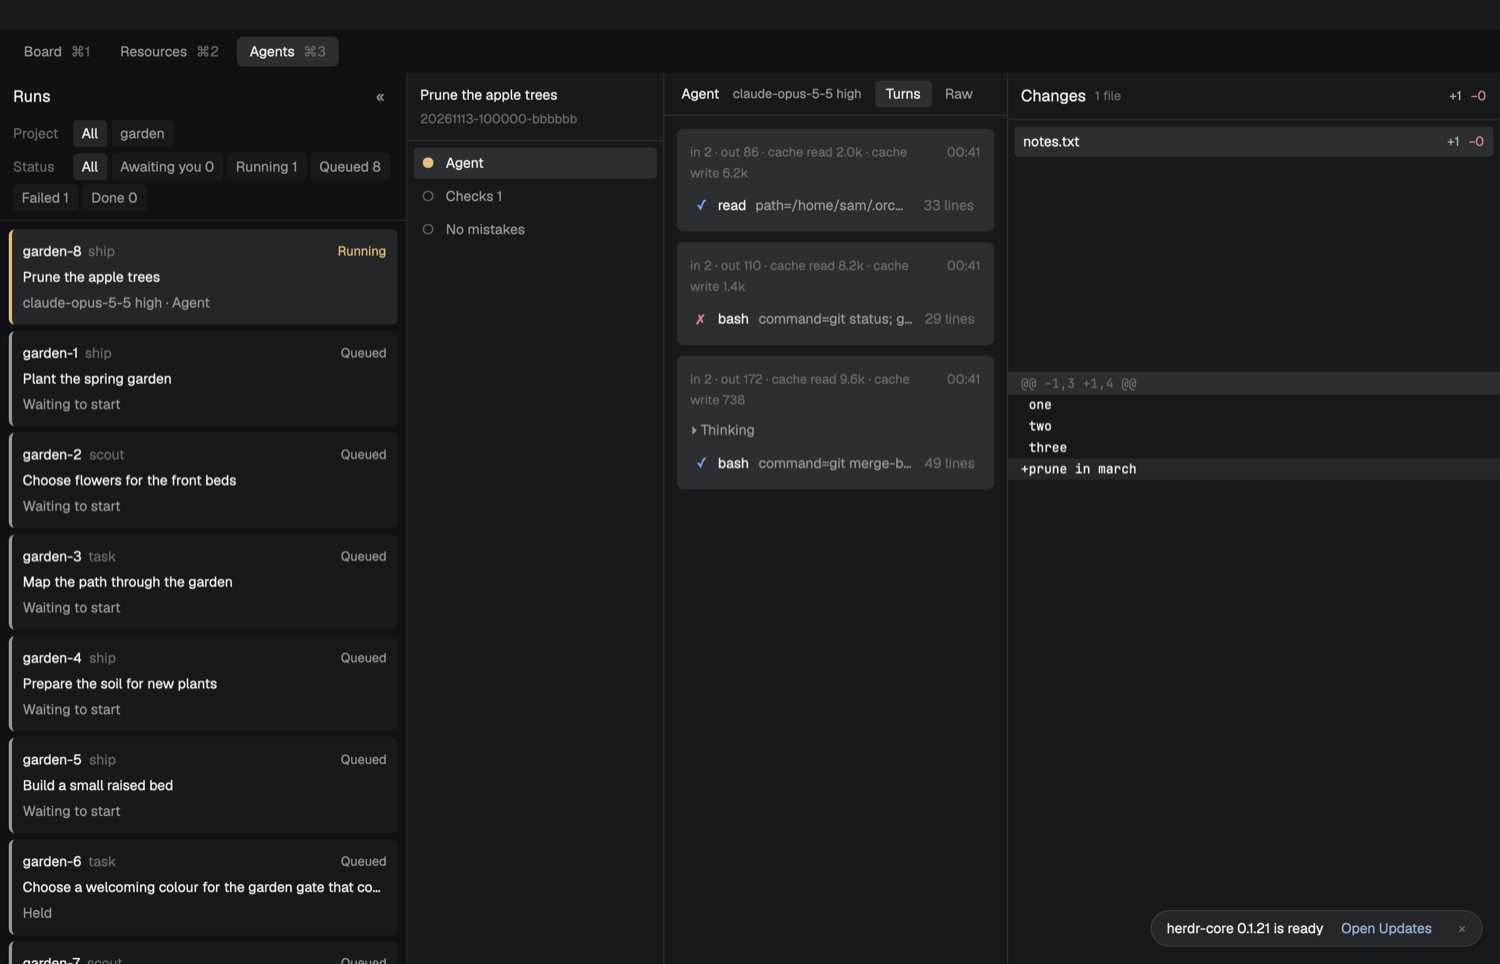 Board ⌘1 Resources ⌘2 Agents ⌘3
Runs «
Project All garden
Status All Awaiting you 0 Running 1 Queued 8
Failed 1 Done 0
garden-8 ship Running
Prune the apple trees
claude-opus-5-5 high · Agent
garden-1 ship Queued
Plant the spring garden
Waiting to start
garden-2 scout Queued
Choose flowers for the front beds
Waiting to start
garden-3 task Queued
Map the path through the garden
Waiting to start
garden-4 ship Queued
Prepare the soil for new plants
Waiting to start
garden-5 ship Queued
Build a small raised bed
Waiting to start
garden-6 task Queued
Choose a welcoming colour for the garden gate that co...
Held
garden-7 scout Queued
Prune the apple trees
20261113-100000-bbbbbb
Agent
Checks 1
No mistakes
Agent claude-opus-5-5 high Turns Raw
in 2 · out 86 · cache read 2.0k · cache 00:41
write 6.2k
✓ read path=/home/sam/.orc... 33 lines
in 2 · out 110 · cache read 8.2k · cache 00:41
write 1.4k
✗ bash command=git status; g... 29 lines
in 2 · out 172 · cache read 9.6k · cache 00:41
write 738
Thinking
✓ bash command=git merge-b... 49 lines
Changes 1 file +1 −0
notes.txt +1 −0
@@ -1,3 +1,4 @@
one
two
three
+prune in march
herdr-core 0.1.21 is ready Open Updates ×